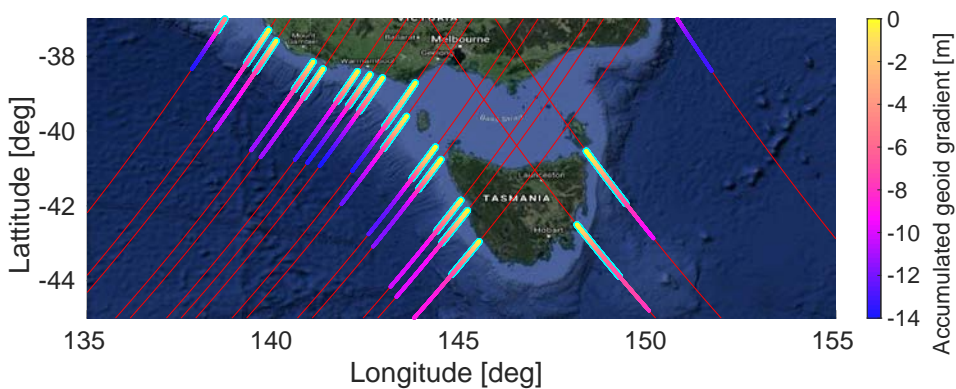 VICTORIA
Mount
Gambier
Ballarat
Melbourne
Geelong
Warrnambool
Bass Strait
Launceston
TASMANIA
Hobart
-38
-40
-42
-44
135
140
145
150
155
Lattitude [deg]
Longitude [deg]
0
-2
-4
-6
-8
-10
-12
-14
Accumulated geoid gradient [m]